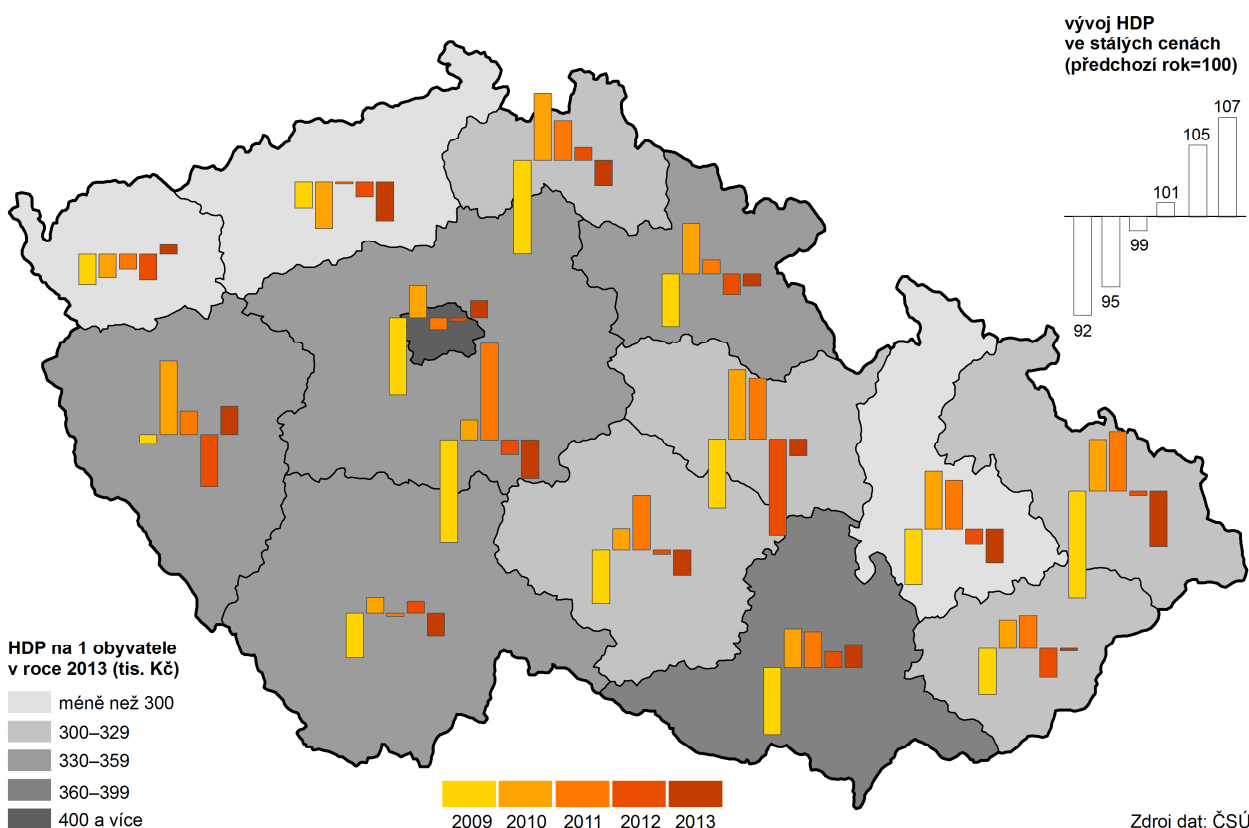 vývoj HDP
ve stálých cenách
(předchozí rok=100)
107
105
101
99
95
92
HDP na 1 obyvatele
v roce 2013 (tis. Kč)
méně než 300
300–329
330–359
360–399
400 a více
2009 2010 2011 2012 2013
Zdroj dat: ČSÚ